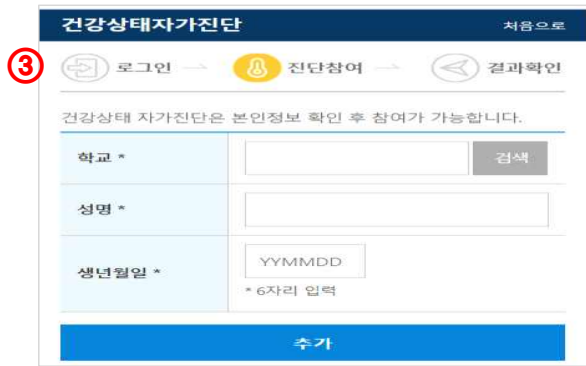 건강상태자가진단 처음으로
③ 로그인 → 진단참여 → 결과확인
건강상태 자가진단은 본인정보 확인 후 참여가 가능합니다.
학교 * 검색
성명 *
생년월일 * YYMMDD
* 6자리 입력
추가